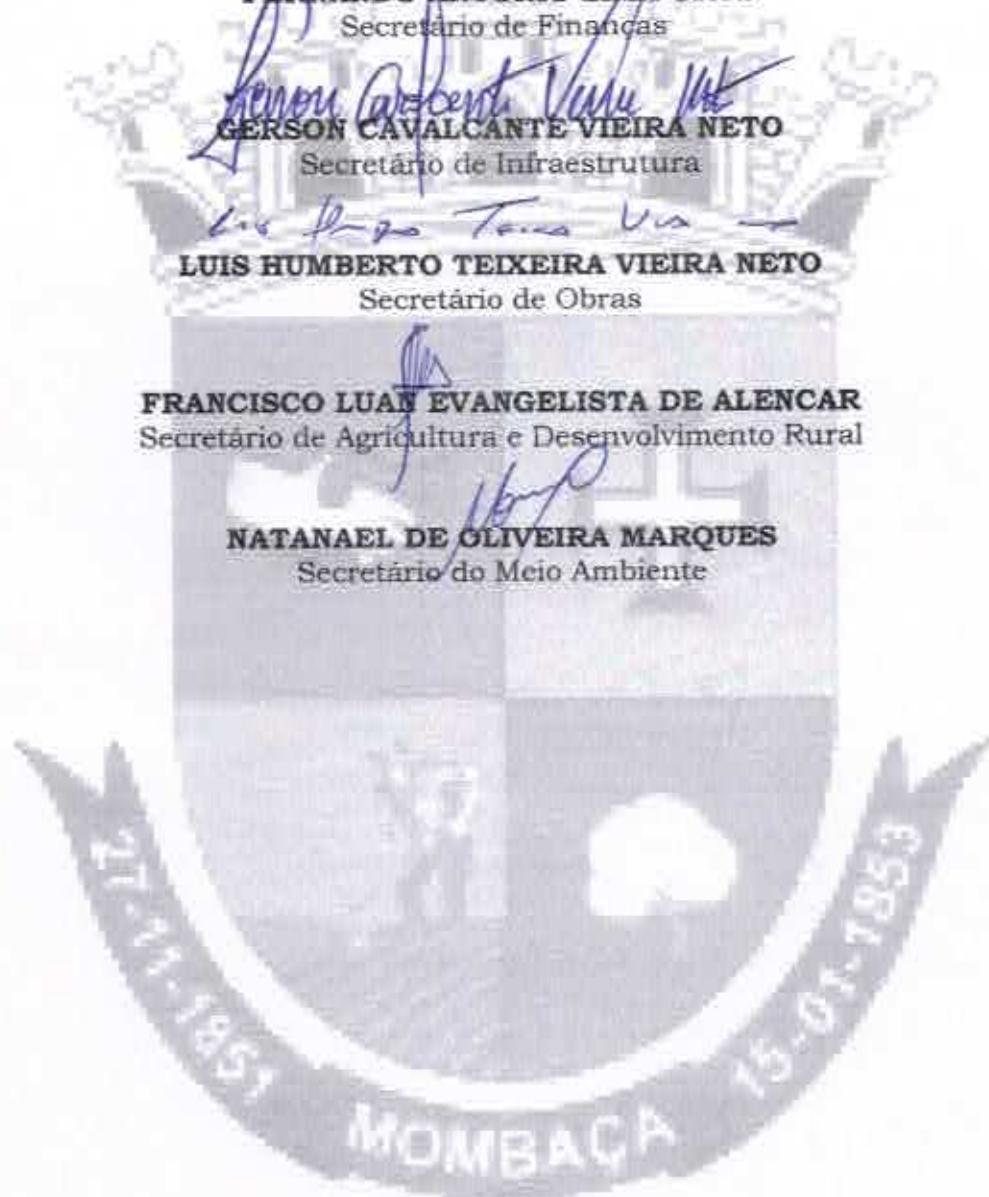 Secretário de Finanças
GERSON CAVALCANTE VIEIRA NETO
Secretário de Infraestrutura
LUIS HUMBERTO TEIXEIRA VIEIRA NETO
Secretário de Obras
FRANCISCO LUAN EVANGELISTA DE ALENCAR
Secretário de Agricultura e Desenvolvimento Rural
NATANAEL DE OLIVEIRA MARQUES
Secretário do Meio Ambiente
27-11-1851 MOMBAÇA 15-01-1853